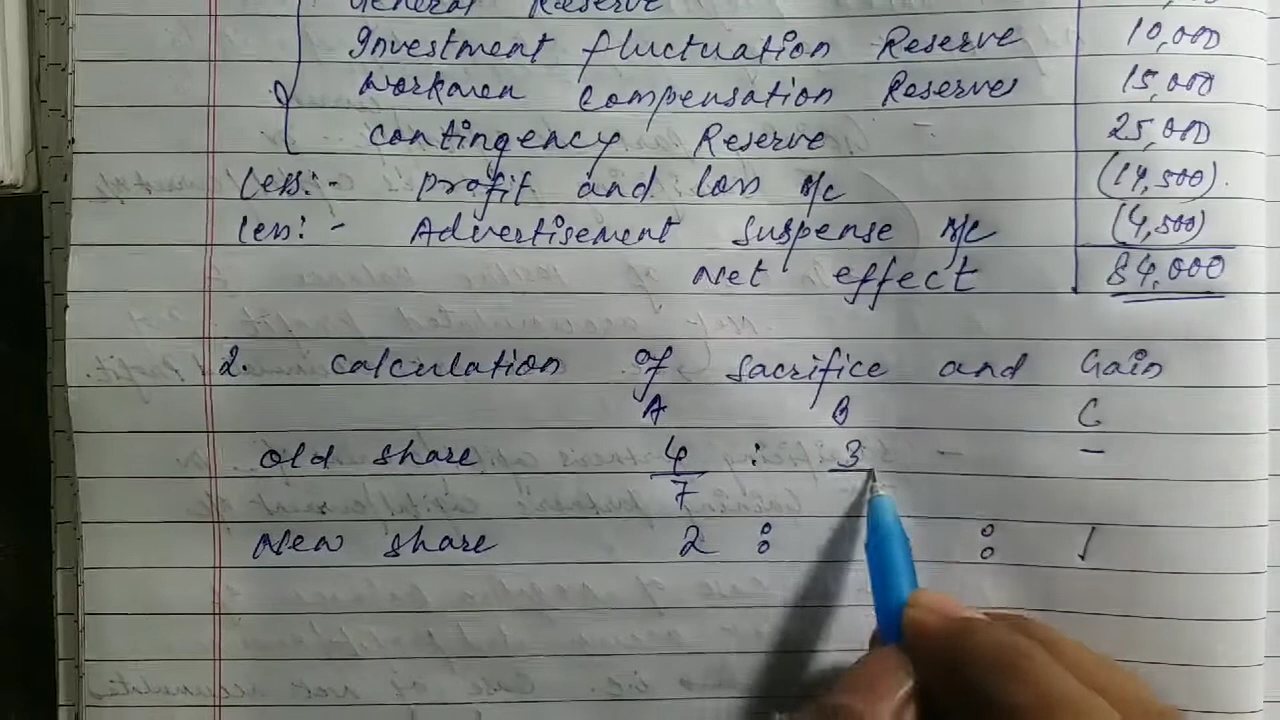 General Reserve
Investment fluctuation Reserve 10,000
Workmen Compensation Reserve 15,000
Contingency Reserve 25,000
Less:- Profit and Loss A/c (14,500)
Less:- Advertisement Suspense A/c (4,500)
Net effect 84,000
2. Calculation of Sacrifice and Gain
A B C
Old share 4/7 : 3 - -
New share 2 : : 1